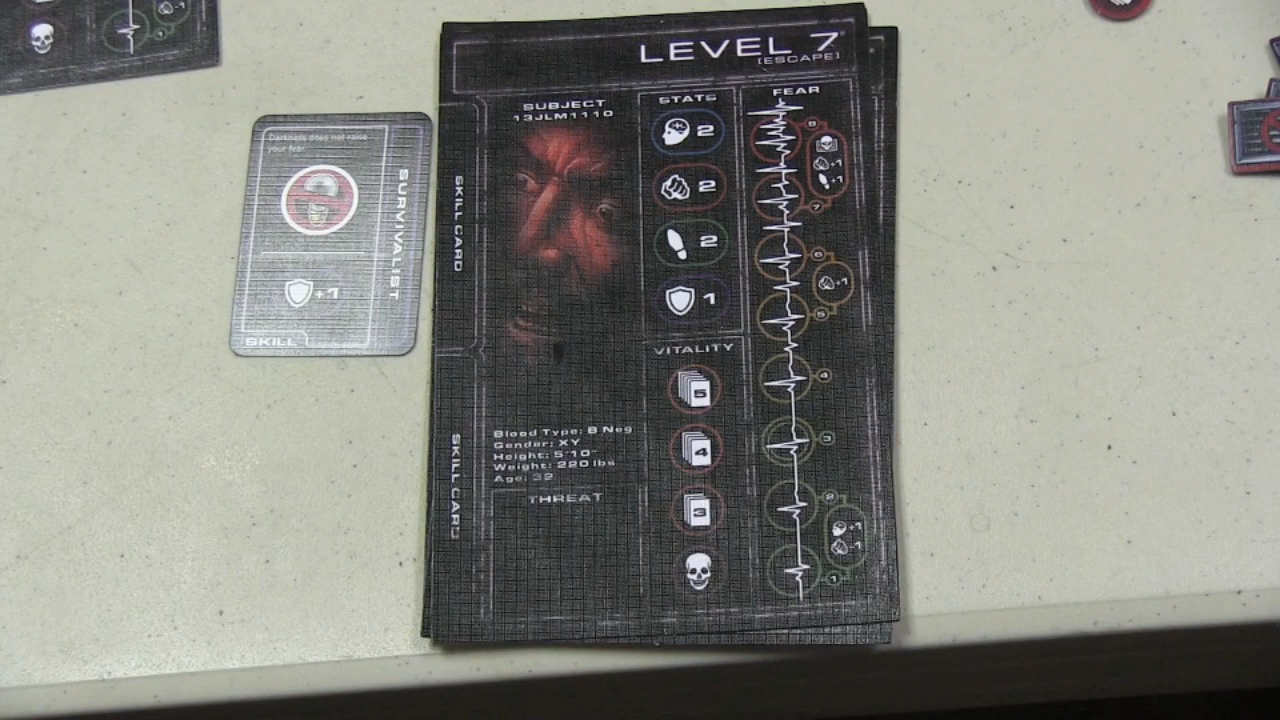 LEVEL 7
[ESCAPE]
SUBJECT
13JLM1110
STATS
FEAR
2
2
2
1
8
+1
+1
7
6
+1
5
4
3
2
+1
-1
1
VITALITY
5
4
3
Blood Type: B Neg
Gender: XY
Height: 5'10"
Weight: 220 lbs
Age: 32
THREAT
SKILL CARD
SKILL CARD
Darkness does not raise
your fear.
SURVIVALIST
+1
SKILL
-1
1